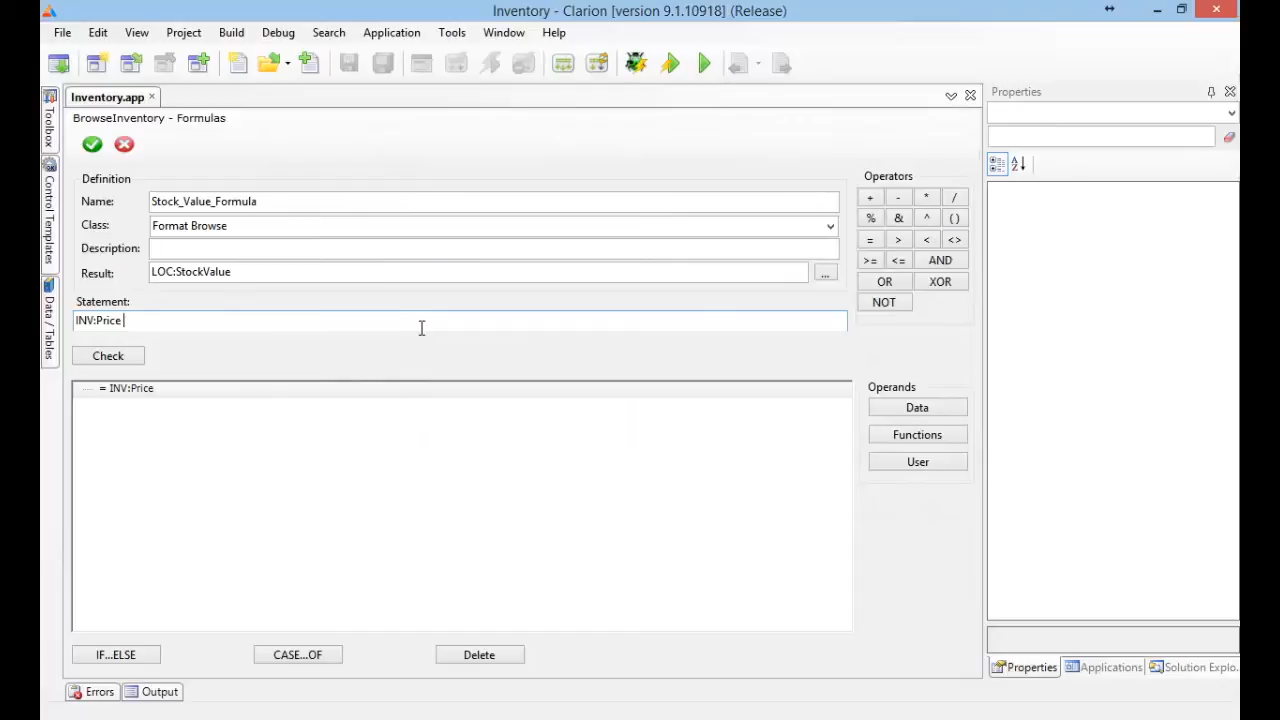 Inventory - Clarion [version 9.1.10918] (Release)
File Edit View Project Build Debug Search Application Tools Window Help
Inventory.app
Properties
BrowseInventory - Formulas
Toolbox
Control Templates
Data / Tables
Definition
Name: Stock_Value_Formula
Class: Format Browse
Description:
Result: LOC:StockValue ...
Statement:
INV:Price
Check
= INV:Price
Operators
+ - * /
% & ^ ( )
= > < <>
>= <= AND
OR XOR
NOT
Operands
Data
Functions
User
IF...ELSE CASE...OF Delete
Properties Applications Solution Explo...
Errors Output